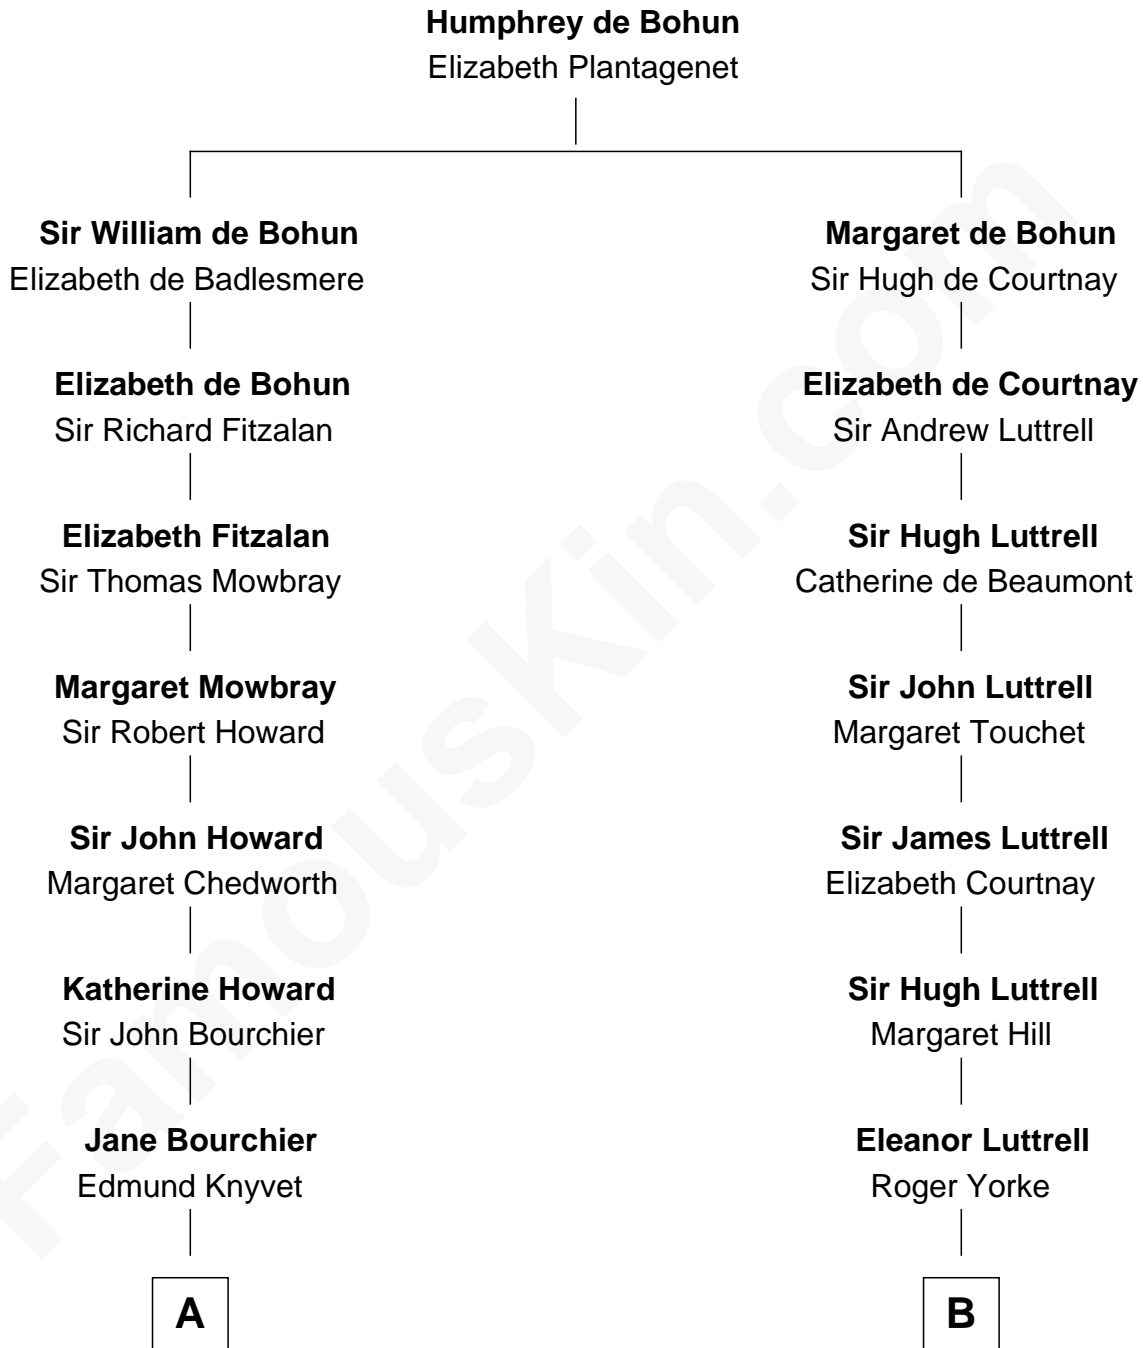 Humphrey de Bohun
Elizabeth Plantagenet
Sir William de Bohun
Elizabeth de Badlesmere
Margaret de Bohun
Sir Hugh de Courtnay
Elizabeth de Bohun
Sir Richard Fitzalan
Elizabeth de Courtnay
Sir Andrew Luttrell
Elizabeth Fitzalan
Sir Thomas Mowbray
Sir Hugh Luttrell
Catherine de Beaumont
Margaret Mowbray
Sir Robert Howard
Sir John Luttrell
Margaret Touchet
Sir John Howard
Margaret Chedworth
Sir James Luttrell
Elizabeth Courtnay
Katherine Howard
Sir John Bourchier
Sir Hugh Luttrell
Margaret Hill
Jane Bourchier
Edmund Knyvet
Eleanor Luttrell
Roger Yorke
A
B
FamousKin.com